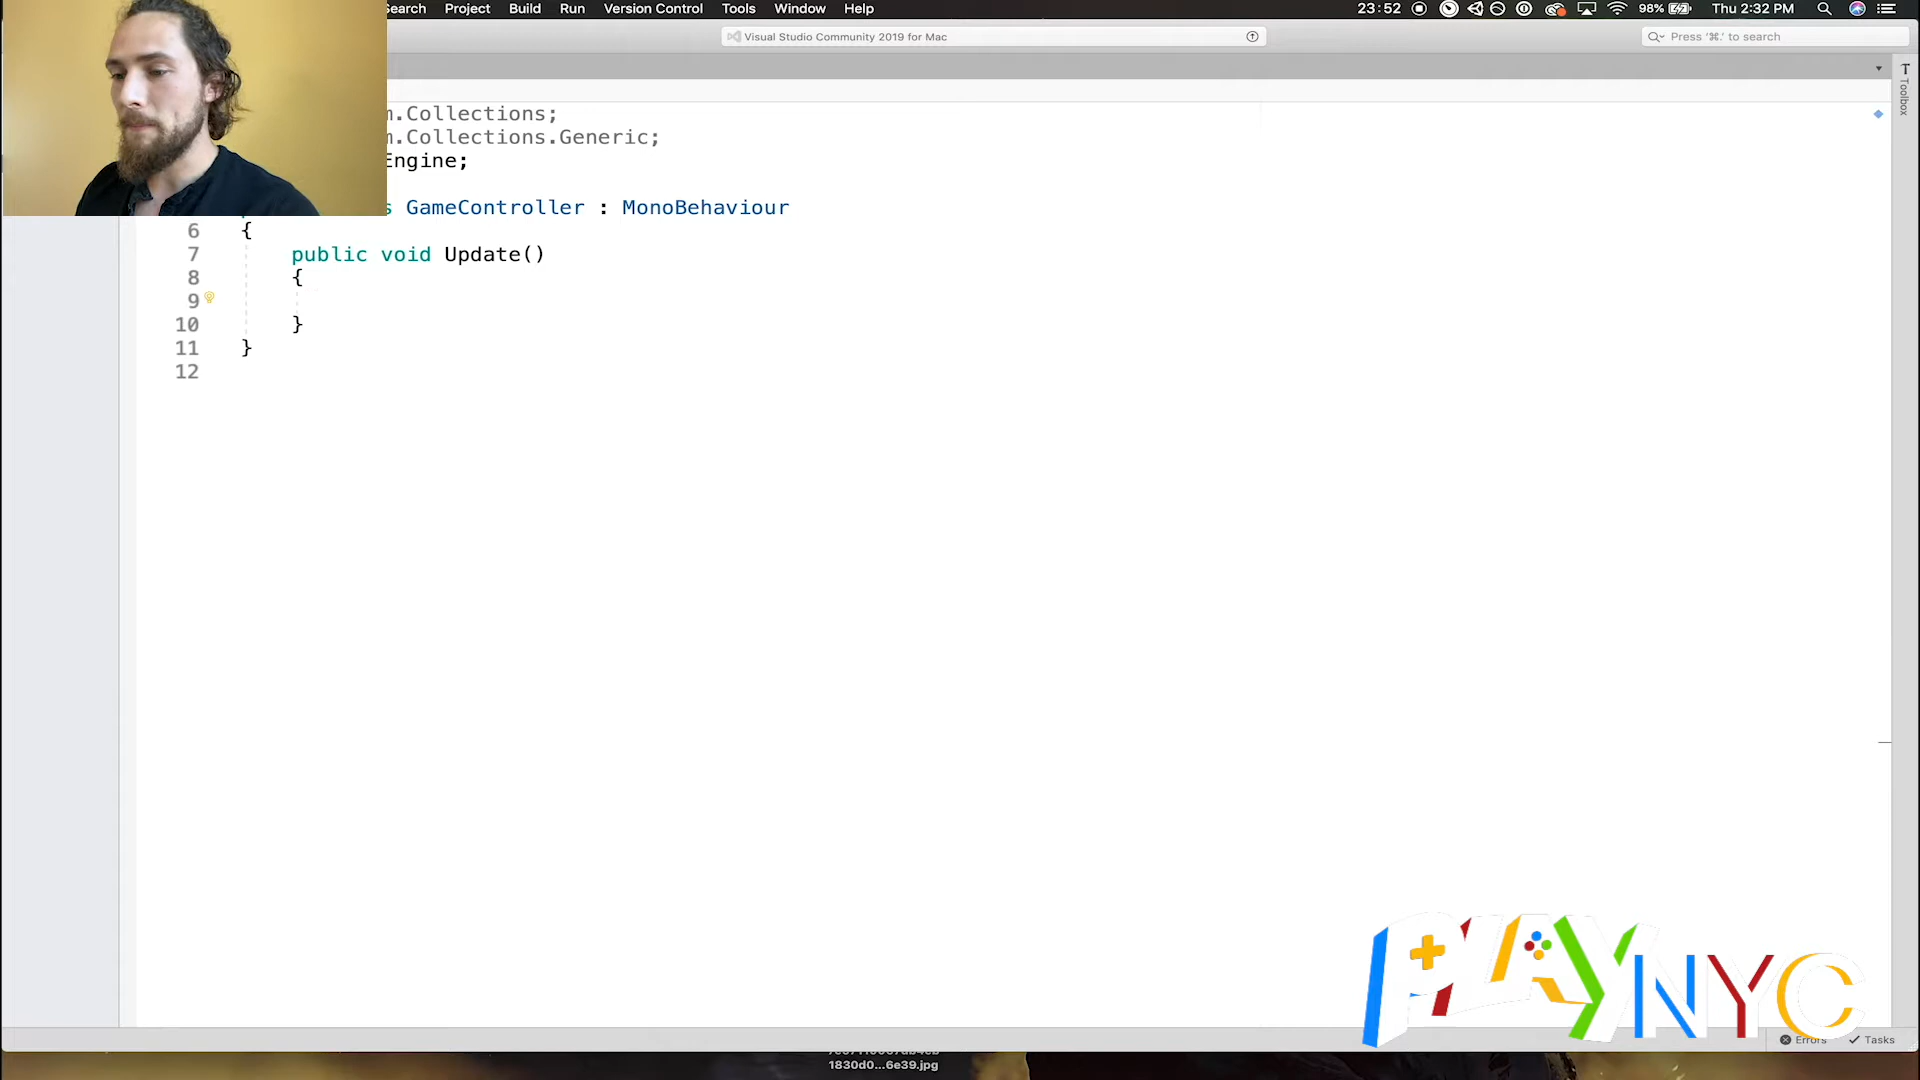 Search Project Build Run Version Control Tools Window Help 23:52 98% Thu 2:32 PM
Visual Studio Community 2019 for Mac Press '⌘.' to search
Toolbox
m.Collections;
m.Collections.Generic;
Engine;
s GameController : MonoBehaviour
6 {
7 public void Update()
8 {
9
10 }
11 }
12
PLAYNYC
Errors Tasks
1830d0...6e39.jpg